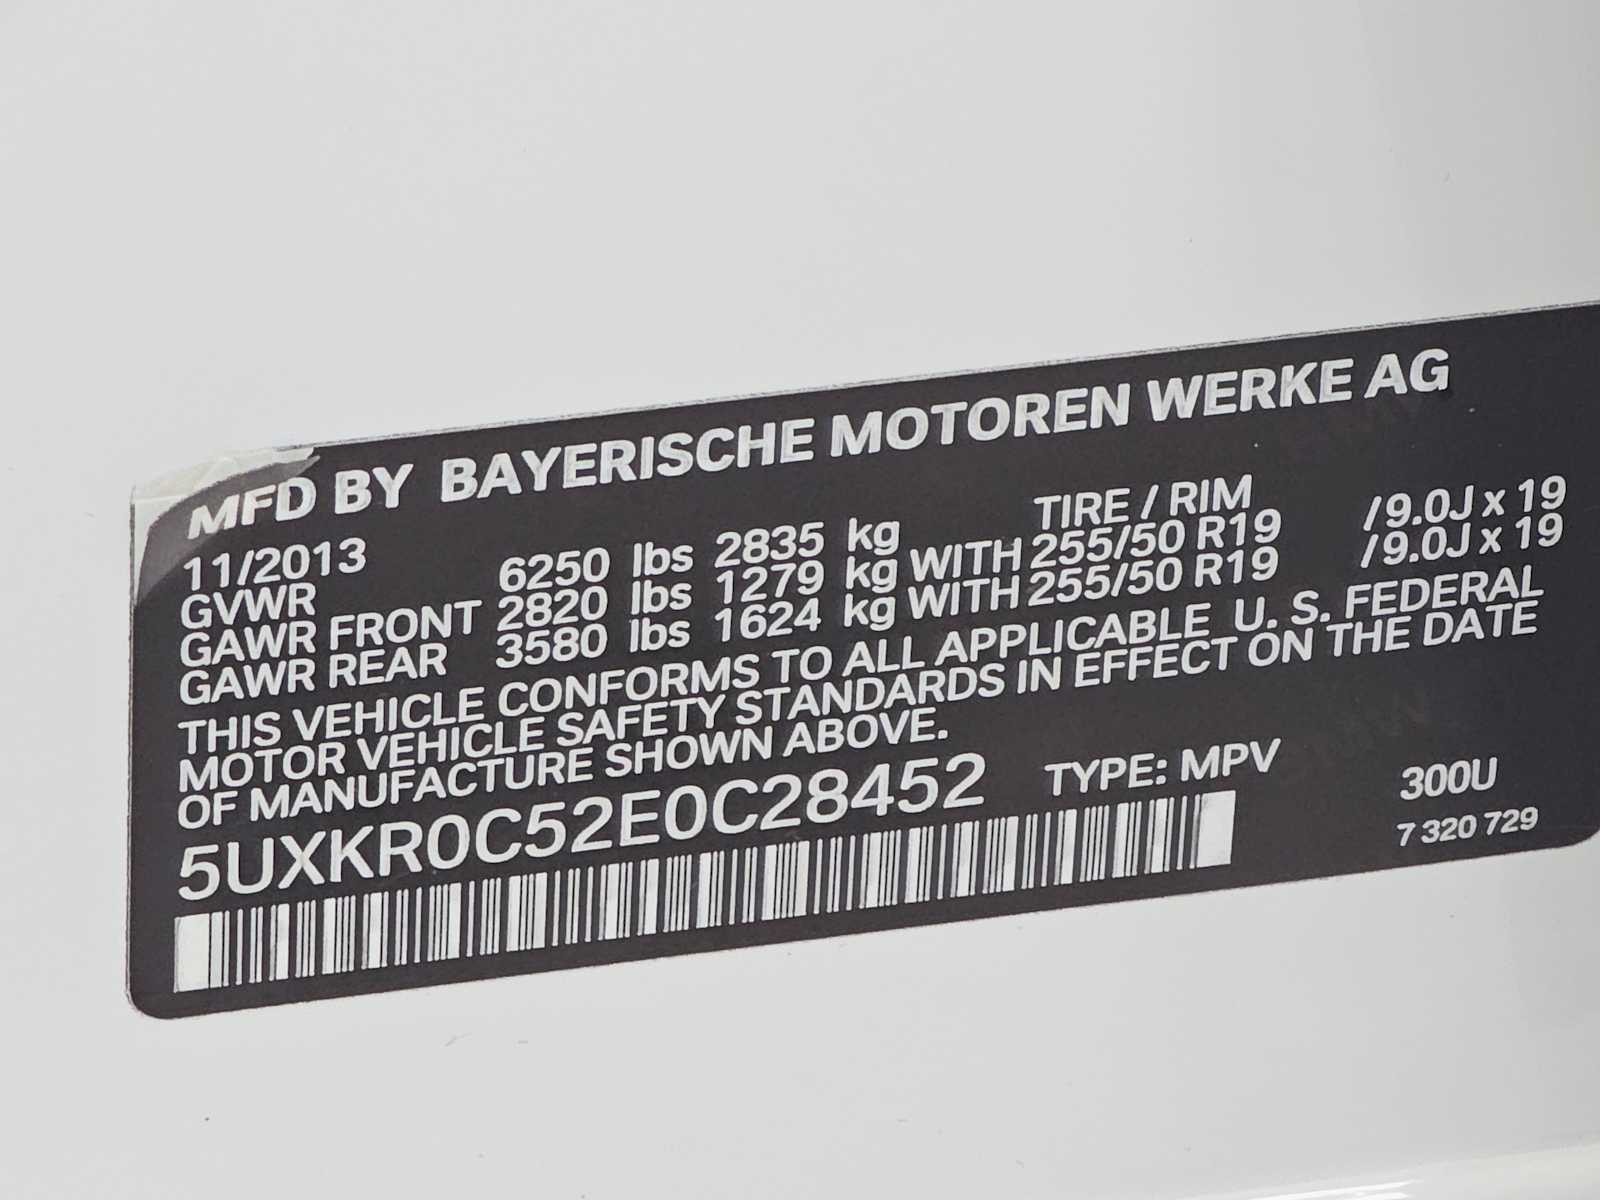 MFD BY BAYERISCHE MOTOREN WERKE AG
11/2013 TIRE / RIM
GVWR 6250 lbs 2835 kg
GAWR FRONT 2820 lbs 1279 kg WITH 255/50 R19 /9.0J x 19
GAWR REAR 3580 lbs 1624 kg WITH 255/50 R19 /9.0J x 19
THIS VEHICLE CONFORMS TO ALL APPLICABLE U. S. FEDERAL
MOTOR VEHICLE SAFETY STANDARDS IN EFFECT ON THE DATE
OF MANUFACTURE SHOWN ABOVE.
5UXKR0C52E0C28452 TYPE: MPV 300U
7 320 729